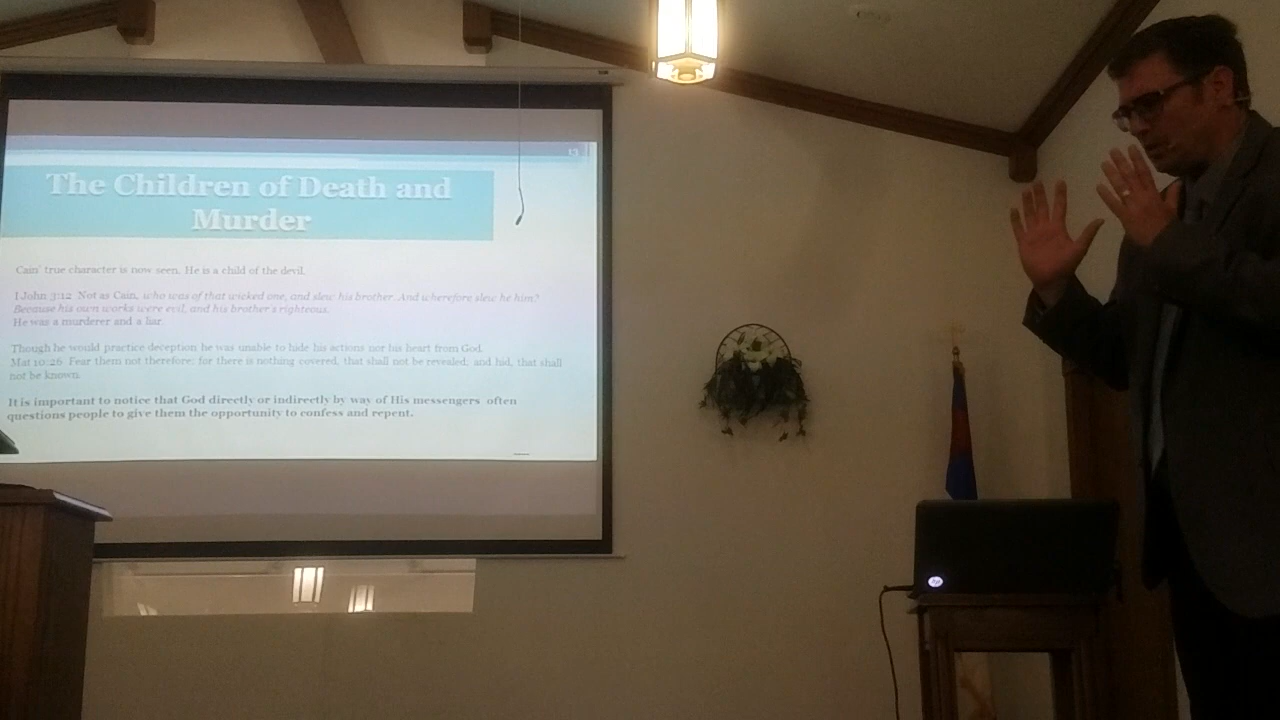 13
The Children of Death and
Murder
Cain' true character is now seen. He is a child of the devil.
I John 3:12 Not as Cain, who was of that wicked one, and slew his brother. And wherefore slew he him?
Because his own works were evil, and his brother's righteous.
He was a murderer and a liar.
Though he would practice deception he was unable to hide his actions nor his heart from God.
Mat 10:26 Fear them not therefore: for there is nothing covered, that shall not be revealed; and hid, that shall
not be known.
It is important to notice that God directly or indirectly by way of His messengers often
questions people to give them the opportunity to confess and repent.